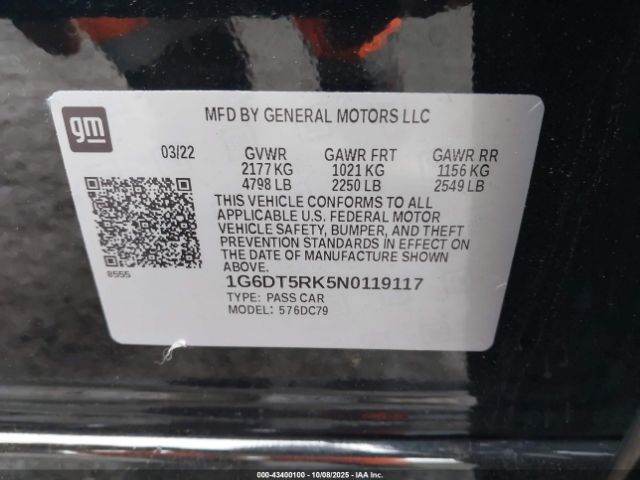 gm
MFD BY GENERAL MOTORS LLC
03/22 GVWR GAWR FRT GAWR RR
2177 KG 1021 KG 1156 KG
4798 LB 2250 LB 2549 LB
THIS VEHICLE CONFORMS TO ALL
APPLICABLE U.S. FEDERAL MOTOR
VEHICLE SAFETY, BUMPER, AND THEFT
PREVENTION STANDARDS IN EFFECT ON
THE DATE OF MANUFACTURE SHOWN
ABOVE.
8555
1G6DT5RK5N0119117
TYPE: PASS CAR
MODEL: 576DC79
000-43400100 - 10/08/2025 - IAAI.COM